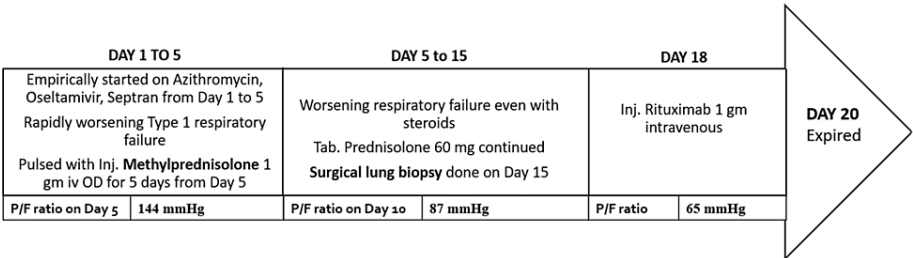 DAY 1 TO 5
Empirically started on Azithromycin,
Oseltamivir, Septran from Day 1 to 5
Rapidly worsening Type 1 respiratory
failure
Pulsed with Inj. Methylprednisolone 1
gm iv OD for 5 days from Day 5
P/F ratio on Day 5
144 mmHg
DAY 5 to 15
Worsening respiratory failure even with
steroids
Tab. Prednisolone 60 mg continued
Surgical lung biopsy done on Day 15
P/F ratio on Day 10
87 mmHg
DAY 18
Inj. Rituximab 1 gm
intravenous
P/F ratio
65 mmHg
DAY 20
Expired